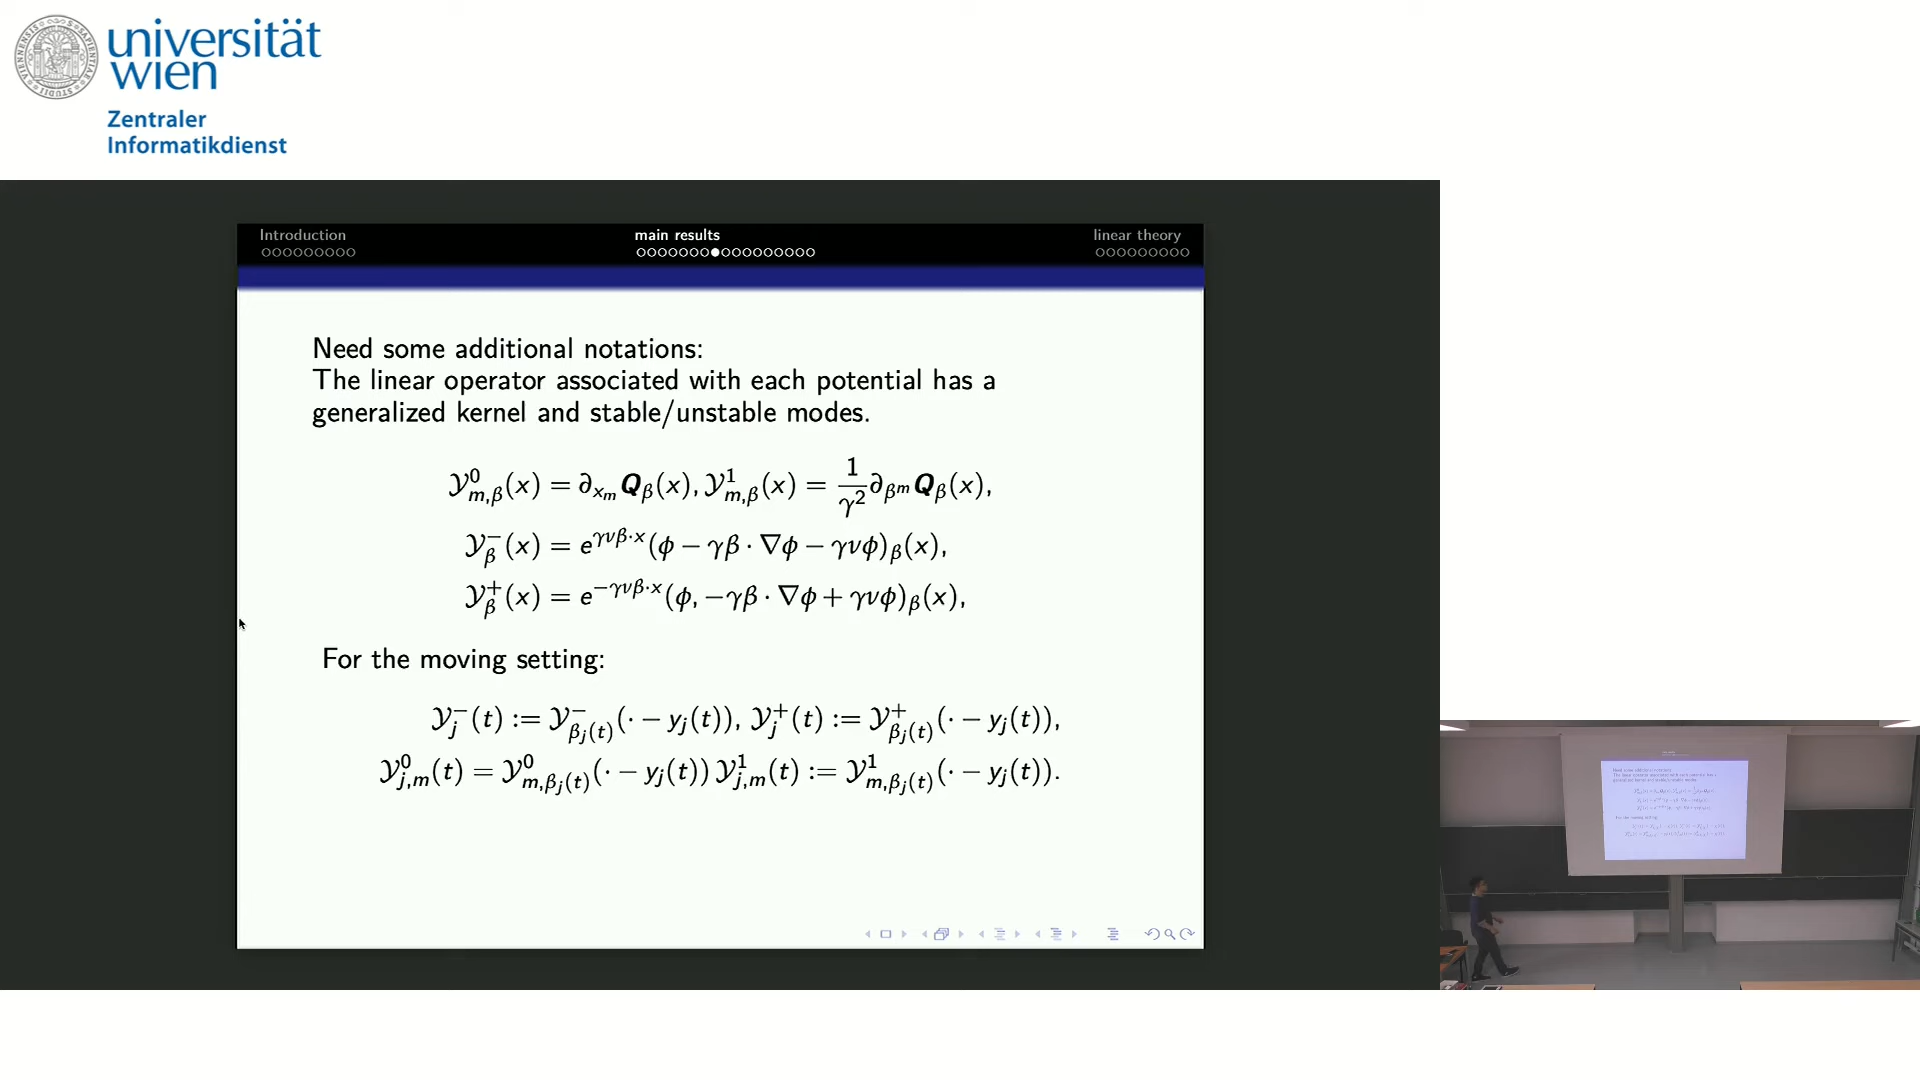 universität
wien
Zentraler
Informatikdienst
Introduction main results linear theory
Need some additional notations:
The linear operator associated with each potential has a
generalized kernel and stable/unstable modes.
𝒴⁰_{m,β}(x) = ∂_{x_m} Q_β(x), 𝒴¹_{m,β}(x) = 1/γ² ∂_{β^m} Q_β(x),
𝒴⁻_β(x) = e^{γνβ·x}(ϕ − γβ · ∇ϕ − γνϕ)_β(x),
𝒴⁺_β(x) = e^{−γνβ·x}(ϕ, −γβ · ∇ϕ + γνϕ)_β(x),
For the moving setting:
𝒴⁻_j(t) := 𝒴⁻_{β_j(t)}(· − y_j(t)), 𝒴⁺_j(t) := 𝒴⁺_{β_j(t)}(· − y_j(t)),
𝒴⁰_{j,m}(t) = 𝒴⁰_{m,β_j(t)}(· − y_j(t)) 𝒴¹_{j,m}(t) := 𝒴¹_{m,β_j(t)}(· − y_j(t)).